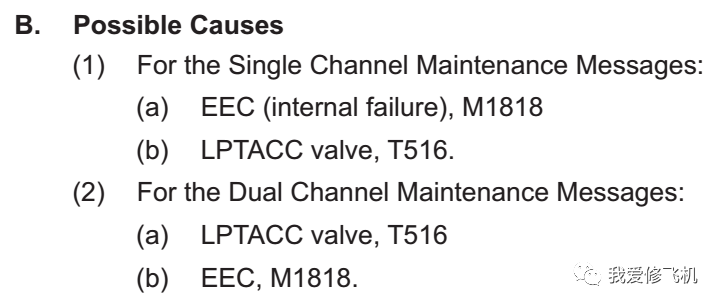 B. Possible Causes
(1) For the Single Channel Maintenance Messages:
(a) EEC (internal failure), M1818
(b) LPTACC valve, T516.
(2) For the Dual Channel Maintenance Messages:
(a) LPTACC valve, T516
(b) EEC, M1818.
我爱修飞机